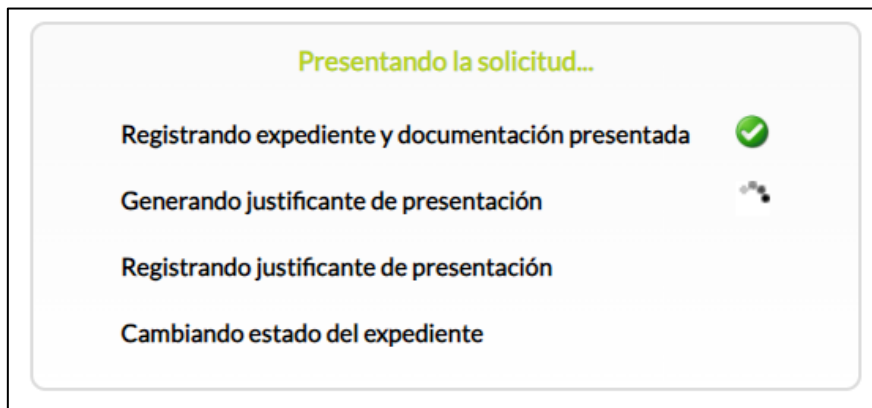 Presentando la solicitud...
Registrando expediente y documentación presentada
Generando justificante de presentación
Registrando justificante de presentación
Cambiando estado del expediente